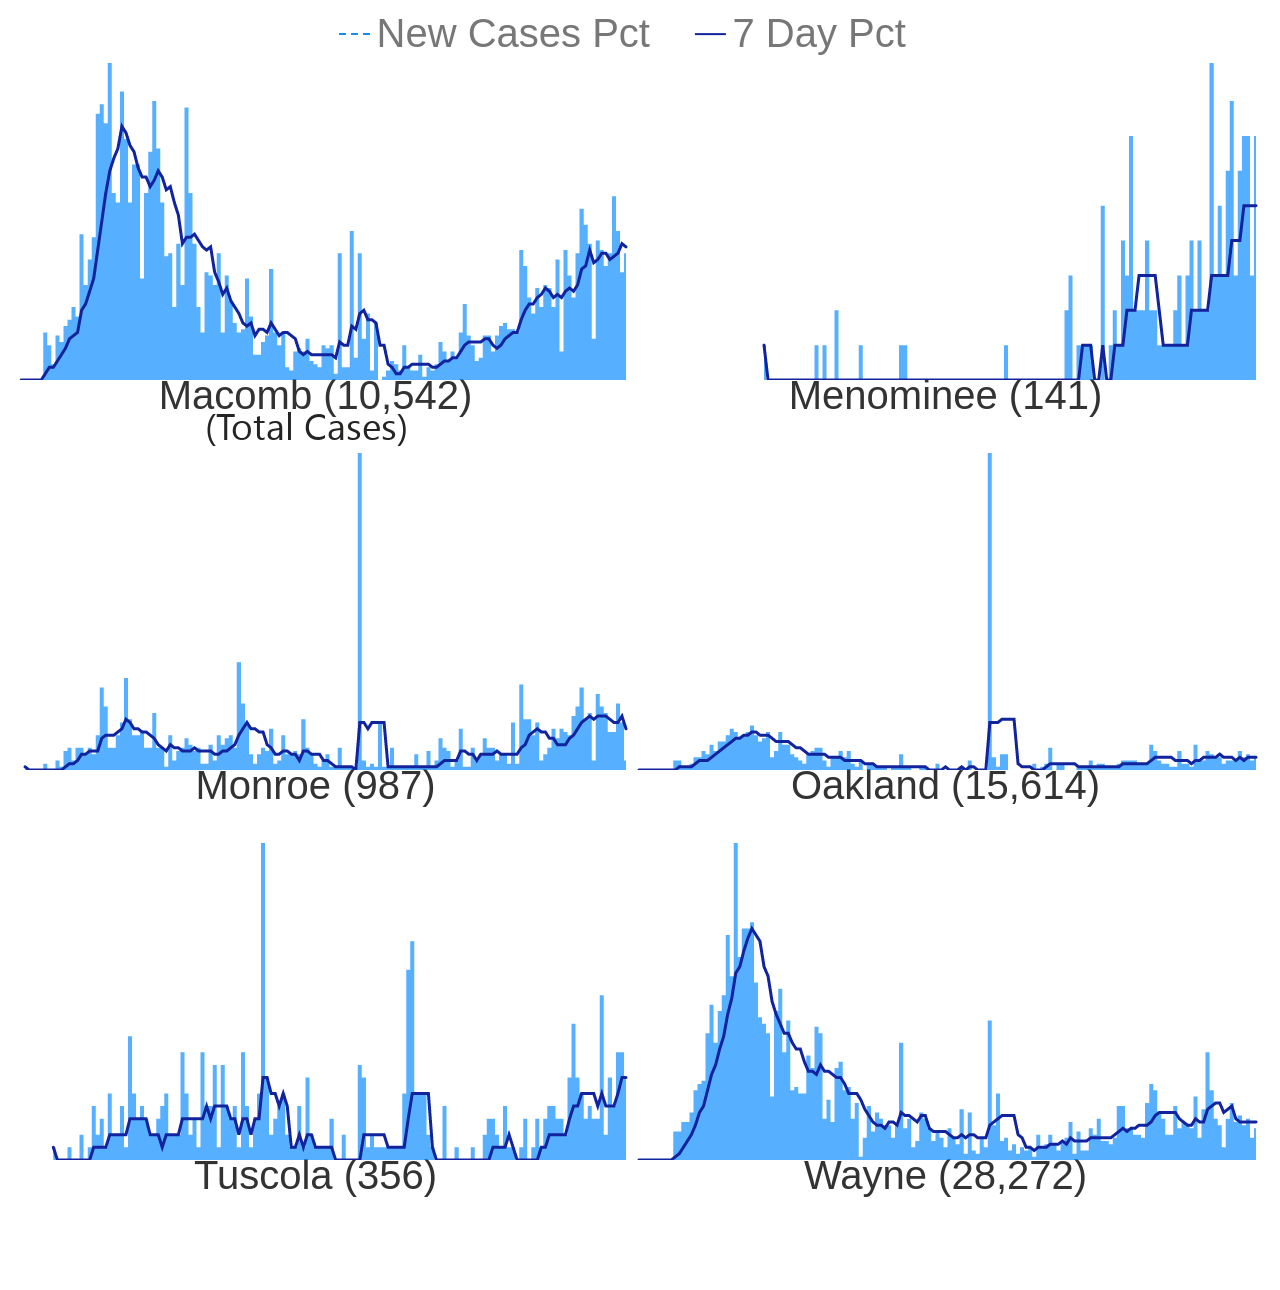 New Cases Pct 7 Day Pct
Macomb (10,542) Menominee (141)
(Total Cases)
Monroe (987) Oakland (15,614)
Tuscola (356) Wayne (28,272)